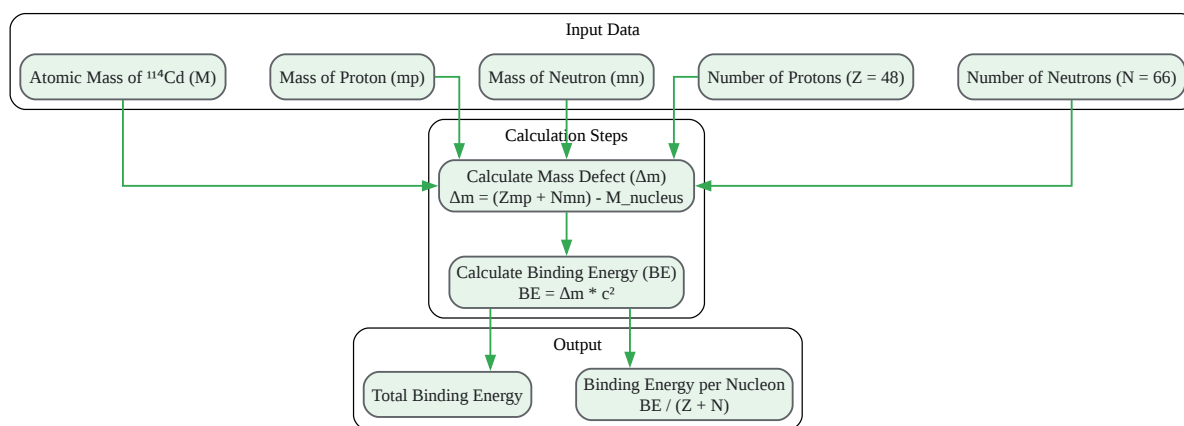 Input Data
Atomic Mass of ¹¹⁴Cd (M)
Mass of Proton (mp)
Mass of Neutron (mn)
Number of Protons (Z = 48)
Number of Neutrons (N = 66)
Calculation Steps
Calculate Mass Defect (Δm)
Δm = (Zmp + Nmn) - M_nucleus
Calculate Binding Energy (BE)
BE = Δm * c²
Output
Total Binding Energy
Binding Energy per Nucleon
BE / (Z + N)